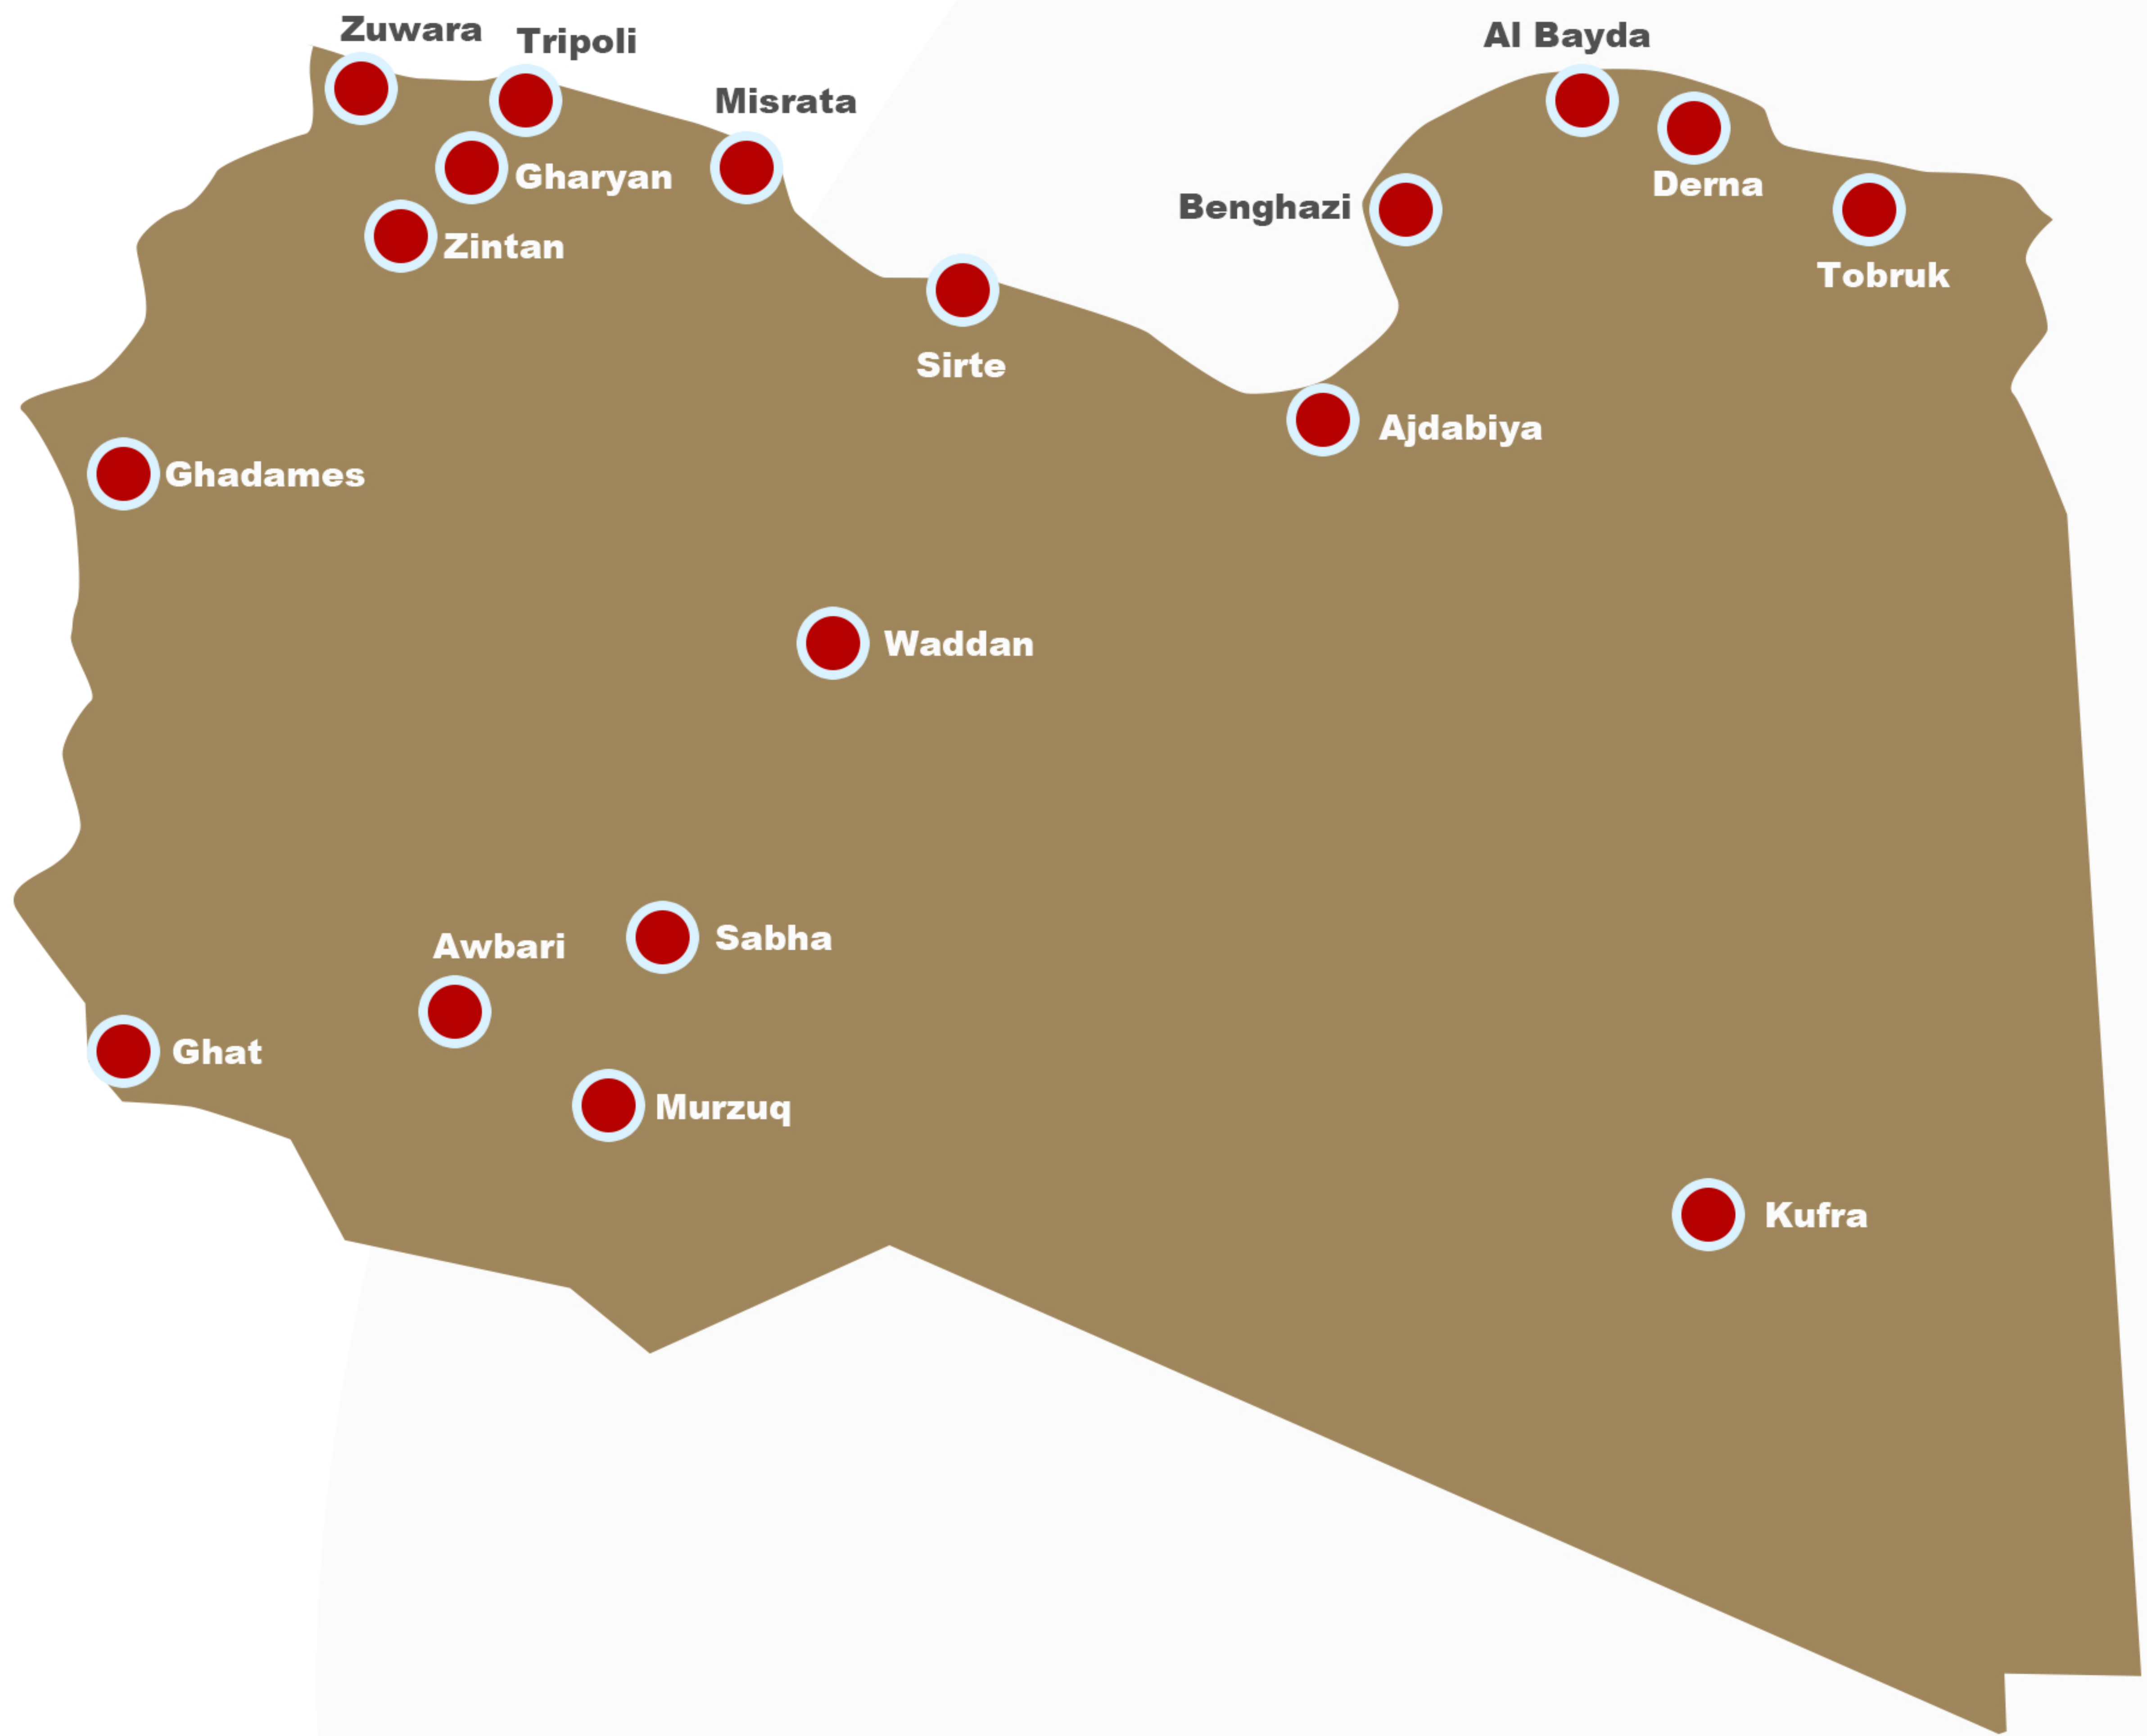 Zuwara
Tripoli
Al Bayda
Misrata
Gharyan
Derna
Benghazi
Zintan
Tobruk
Sirte
Ajdabiya
Ghadames
Waddan
Sabha
Awbari
Ghat
Murzuq
Kufra